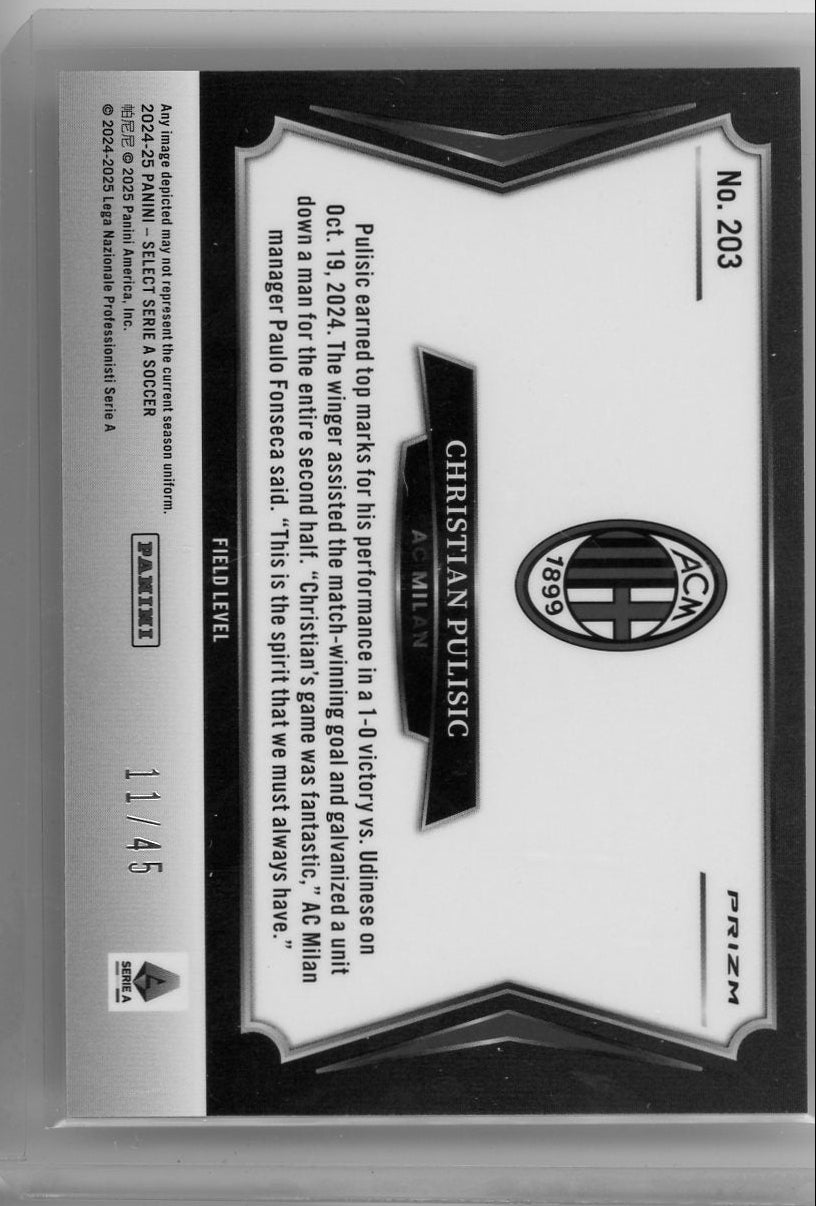 No. 203
PRIZM
ACM
1899
CHRISTIAN PULISIC
AC MILAN
Pulisic earned top marks for his performance in a 1-0 victory vs. Udinese on
Oct. 19, 2024. The winger assisted the match-winning goal and galvanized a unit
down a man for the entire second half. “Christian’s game was fantastic,” AC Milan
manager Paulo Fonseca said. “This is the spirit that we must always have.”
FIELD LEVEL
Any image depicted may not represent the current season uniform.
2024-25 PANINI – SELECT SERIE A SOCCER
帕尼尼 © 2025 Panini America, Inc.
© 2024-2025 Lega Nazionale Professionisti Serie A
PANINI
11/45
SERIE A